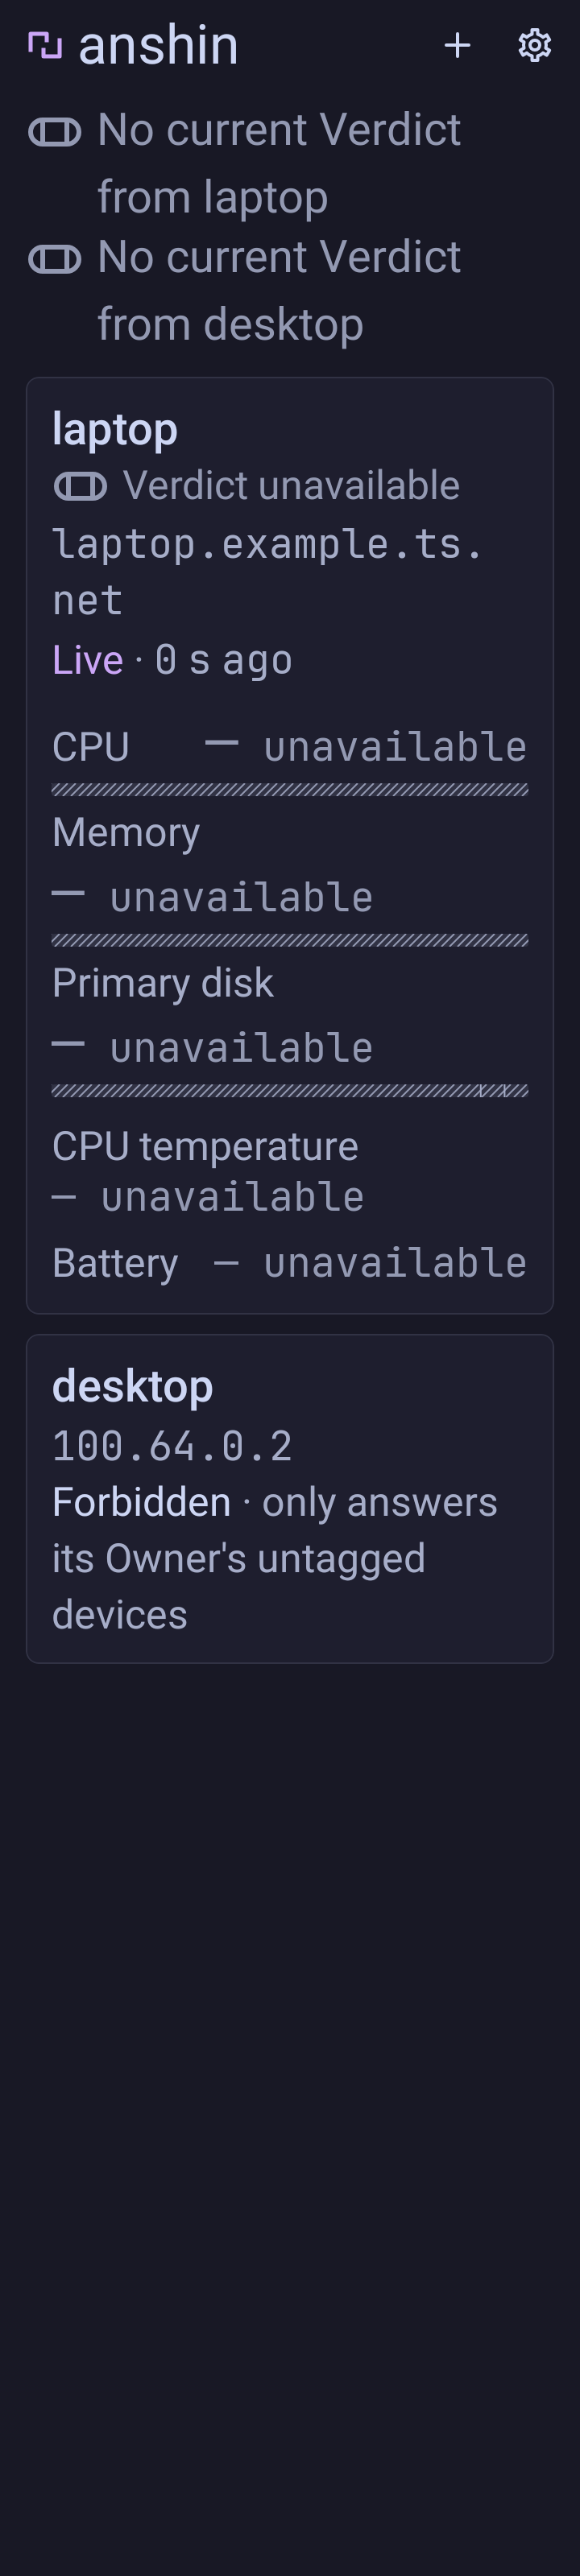 anshin
No current Verdict
from laptop
No current Verdict
from desktop
laptop
Verdict unavailable
laptop.example.ts.
net
Live · 0 s ago
CPU — unavailable
Memory
— unavailable
Primary disk
— unavailable
CPU temperature
— unavailable
Battery — unavailable
desktop
100.64.0.2
Forbidden · only answers
its Owner's untagged
devices